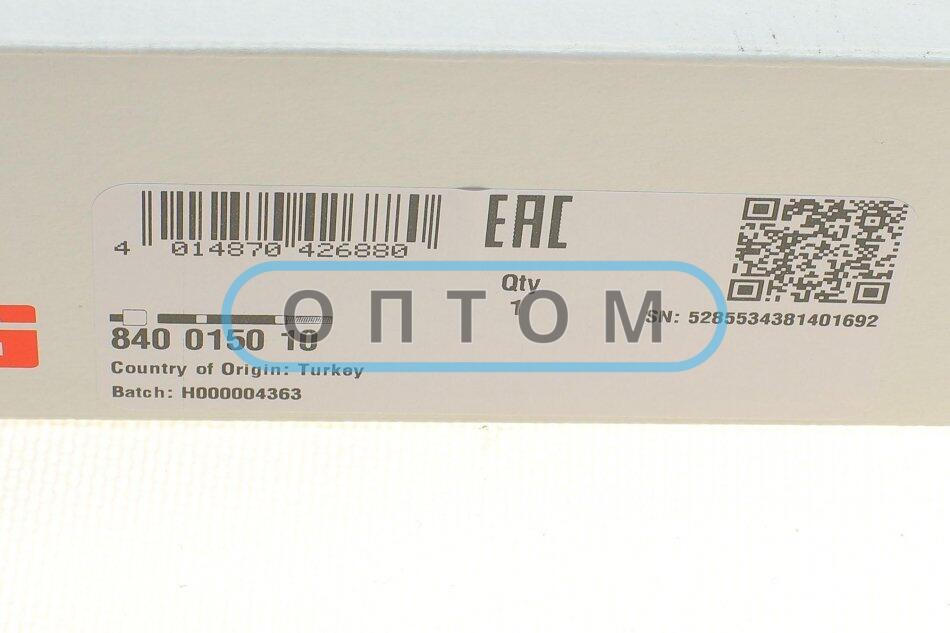 4 014870 426880
EAC
Qty
1
840 0150 10
SN: 5285534381401692
Country of Origin: Turkey
Batch: H000004363
ОПТОМ